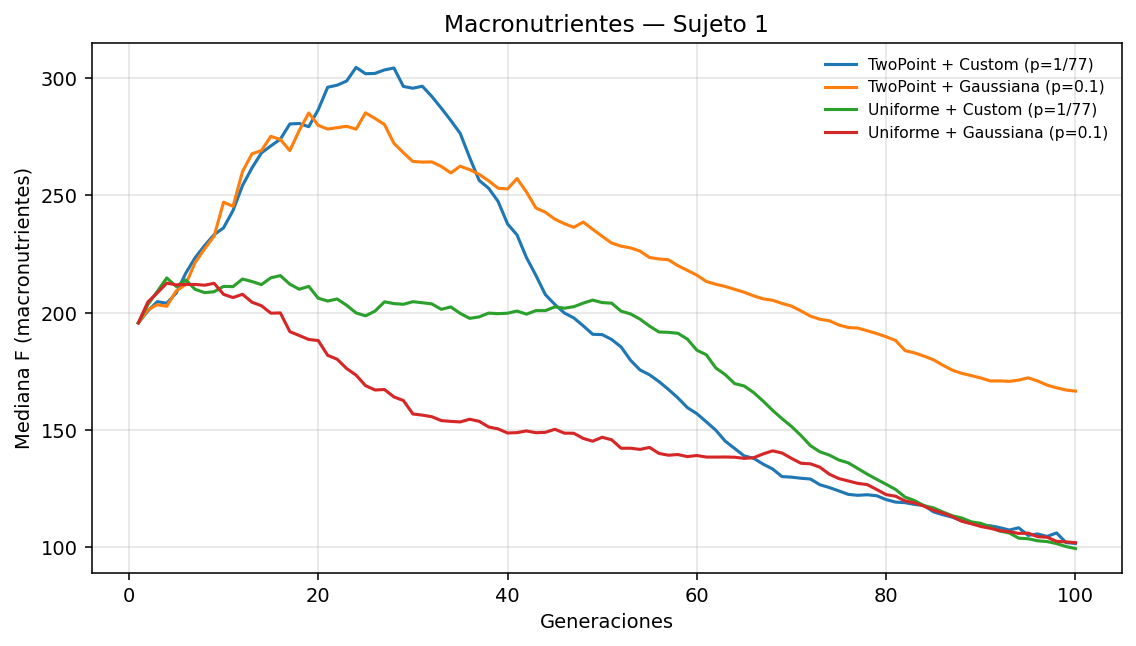 Macronutrientes — Sujeto 1
TwoPoint + Custom (p=1/77)
TwoPoint + Gaussiana (p=0.1)
Uniforme + Custom (p=1/77)
Uniforme + Gaussiana (p=0.1)
Mediana F (macronutrientes)
300
250
200
150
100
0 20 40 60 80 100
Generaciones